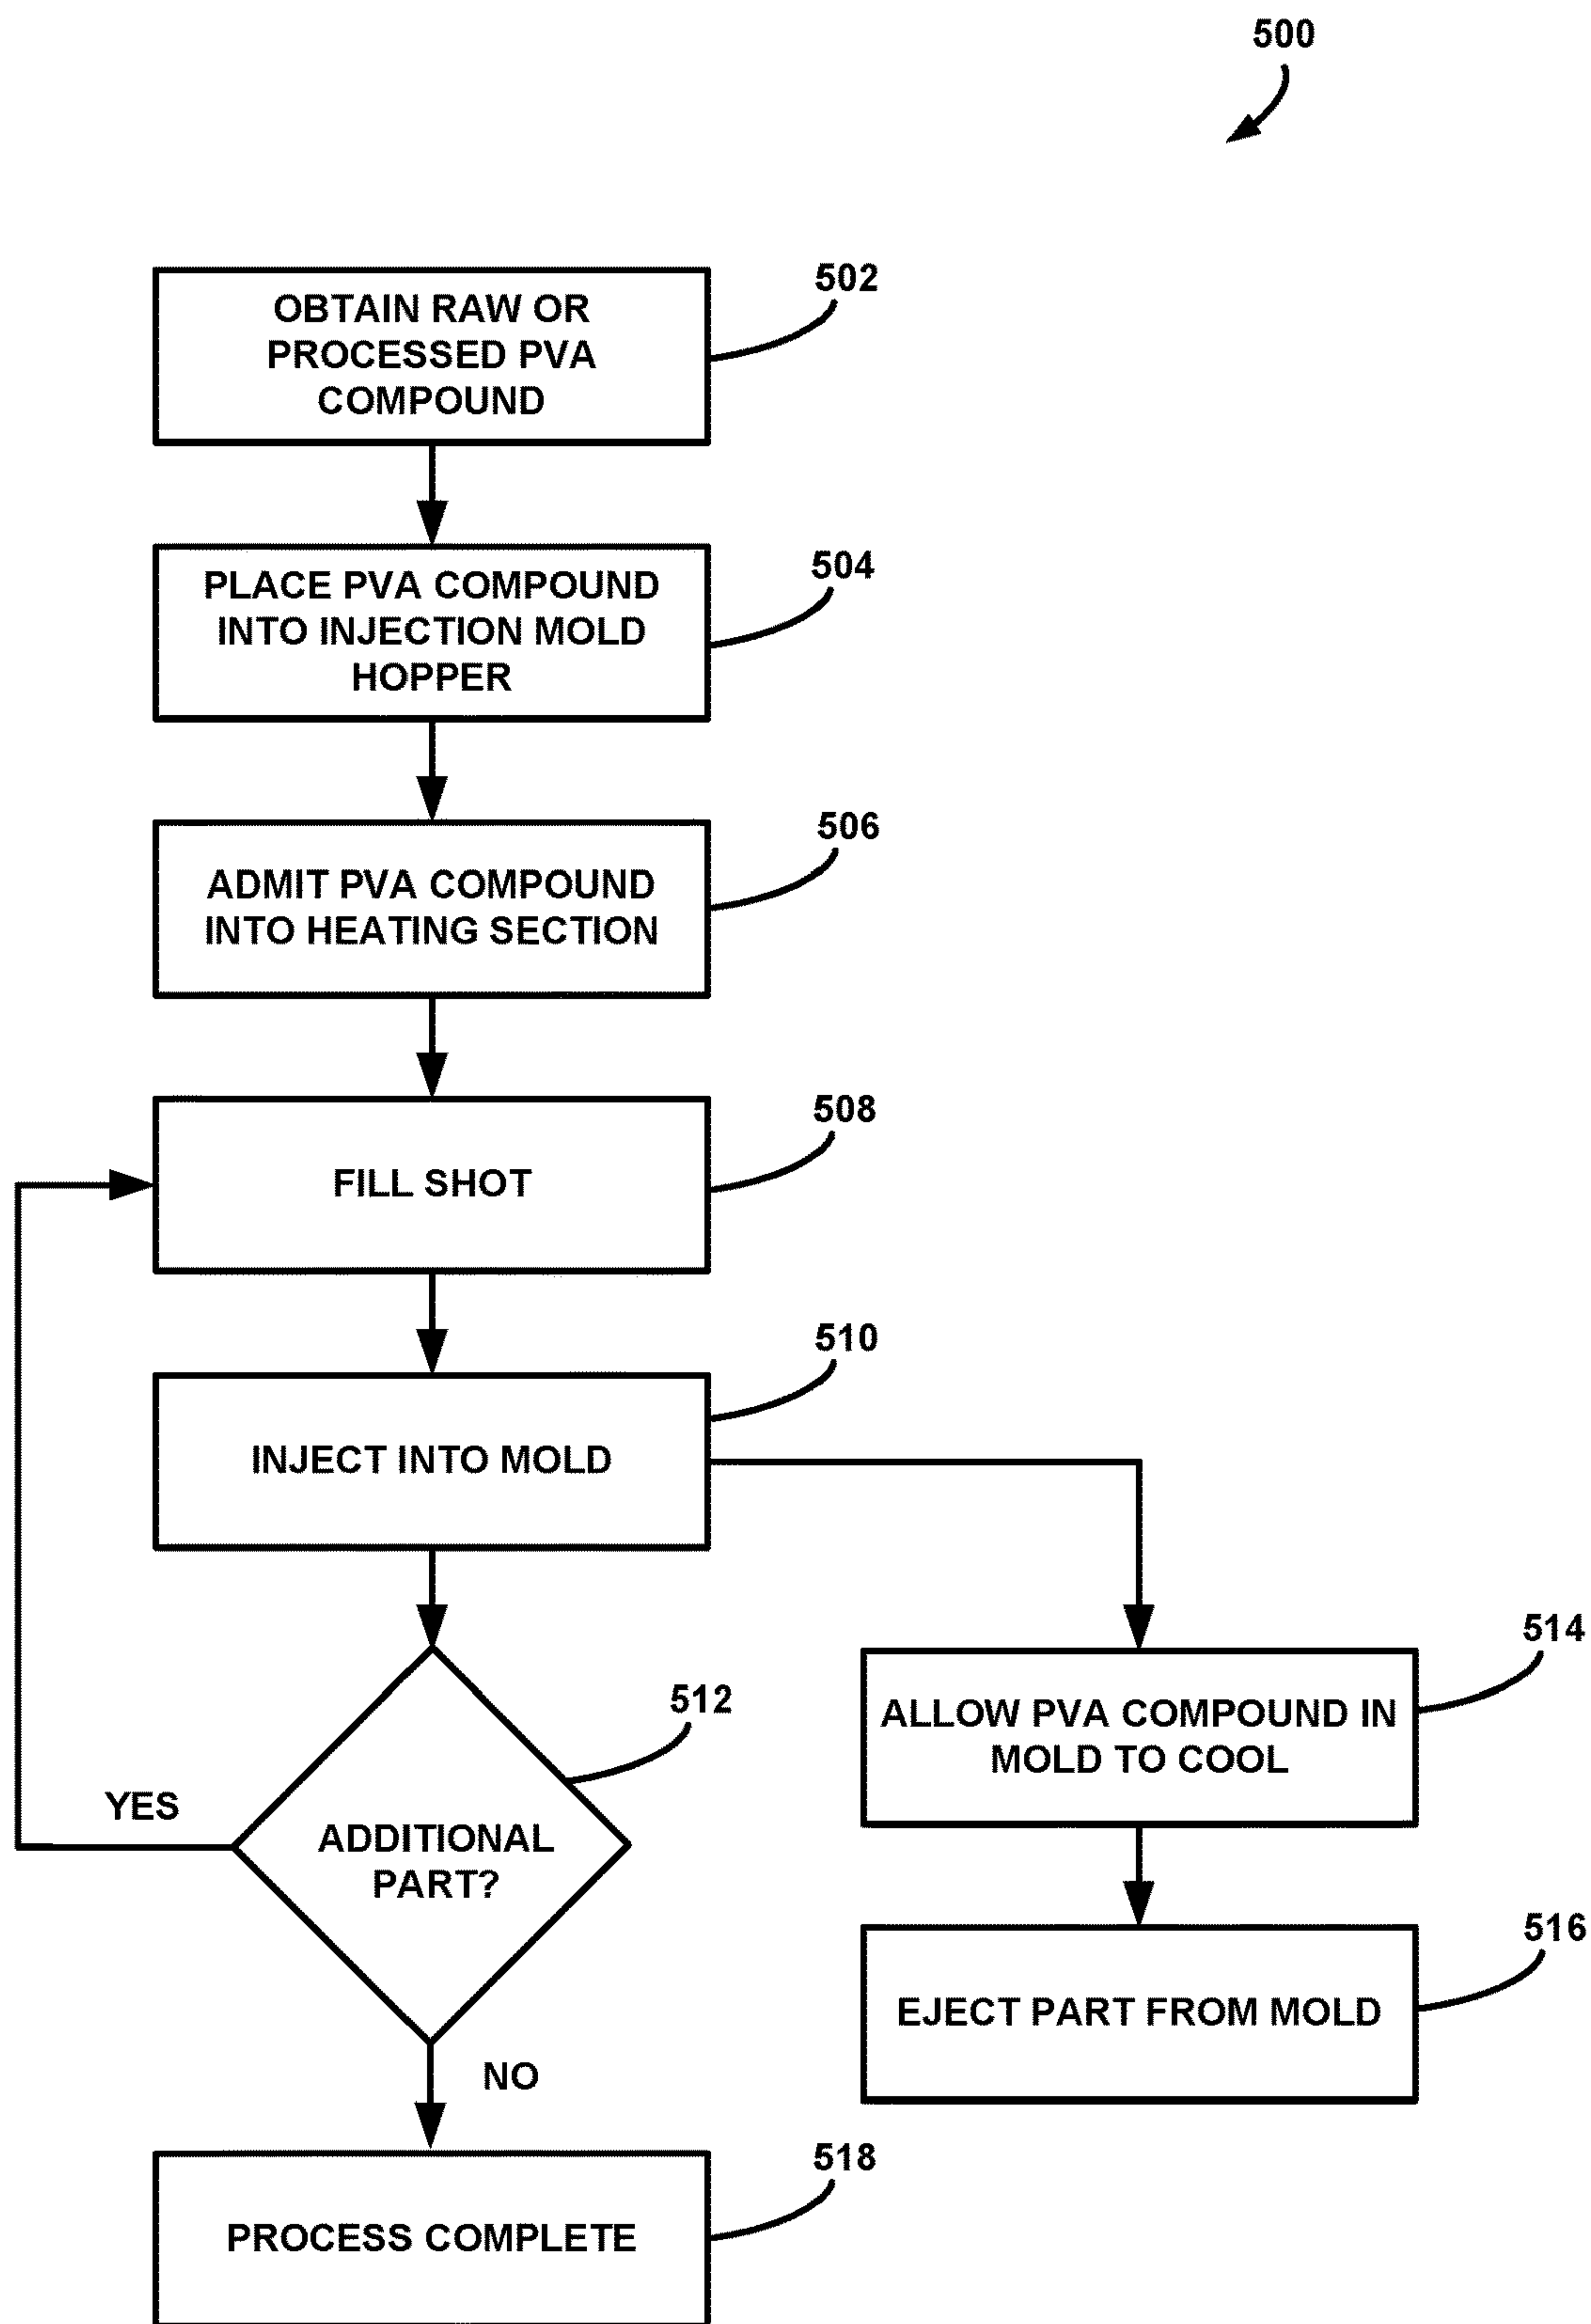 500
502
OBTAIN RAW OR
PROCESSED PVA
COMPOUND
504
PLACE PVA COMPOUND
INTO INJECTION MOLD
HOPPER
506
ADMIT PVA COMPOUND
INTO HEATING SECTION
508
FILL SHOT
510
INJECT INTO MOLD
512
ADDITIONAL
PART?
YES
NO
514
ALLOW PVA COMPOUND IN
MOLD TO COOL
516
EJECT PART FROM MOLD
518
PROCESS COMPLETE